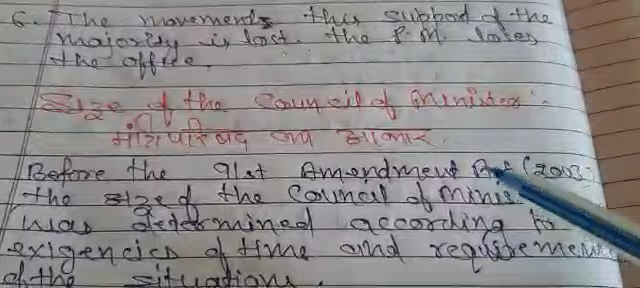 6. The movements this support of the
majority is lost. the P.M. loses
the office.
Size of the Council of Minister :-
मंत्रिपरिषद का आकार.
Before the 91st Amendment Act (2003
the size of the Council of Minis
was determined according to
exigencies of time and requiremen
of the situations.